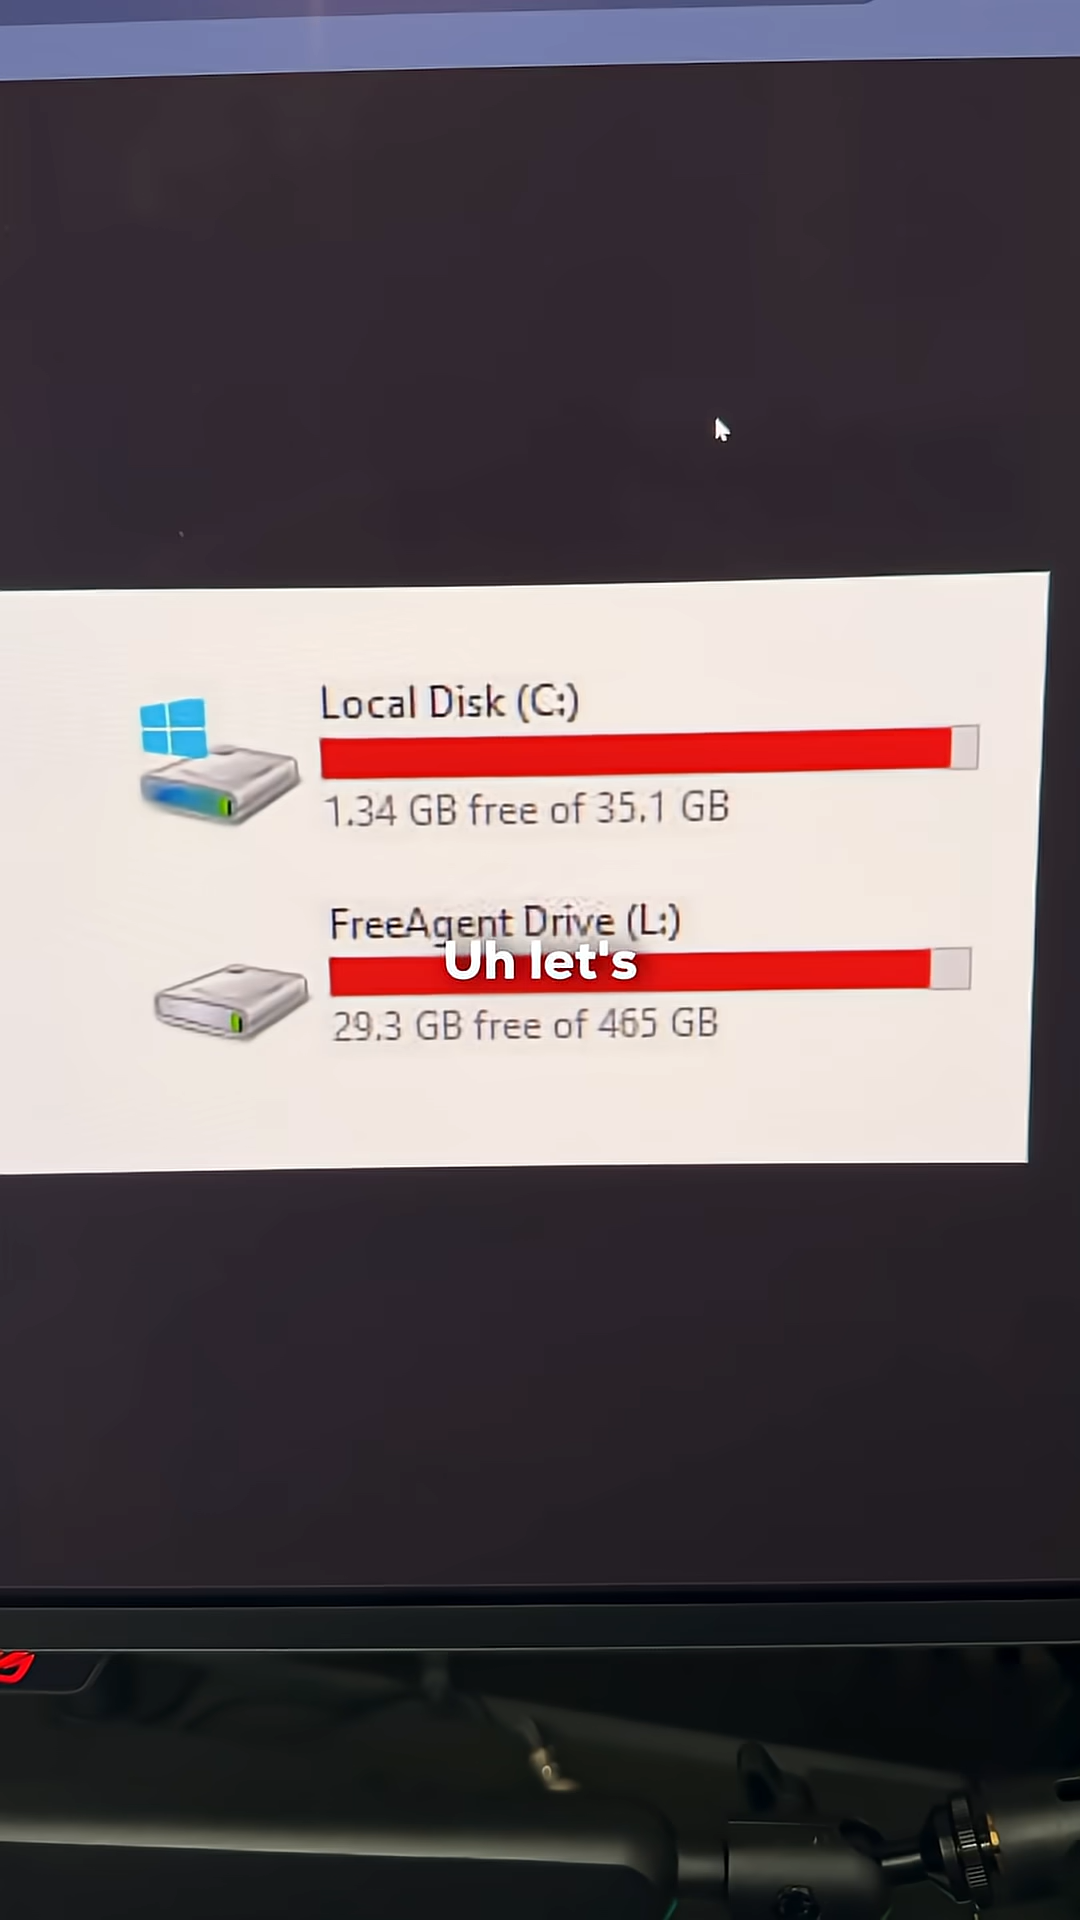 Local Disk (C:)
1.34 GB free of 35.1 GB
FreeAgent Drive (L:)
Uh let's
29.3 GB free of 465 GB